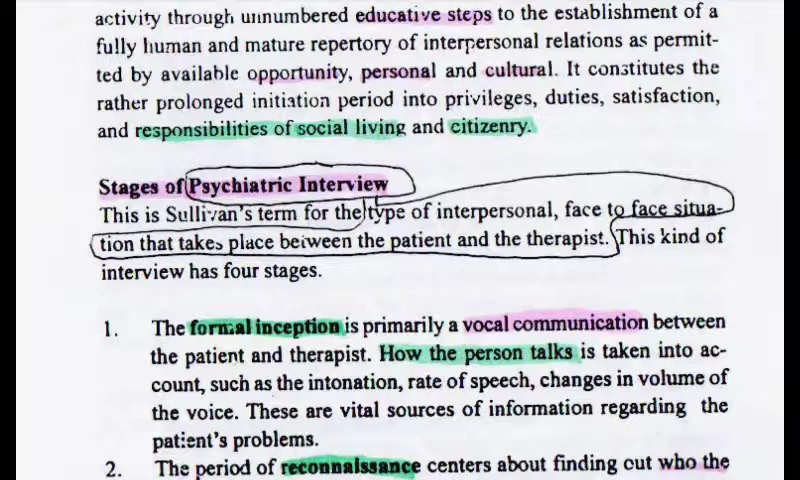 activity through unnumbered educative steps to the establishment of a
fully human and mature repertory of interpersonal relations as permit-
ted by available opportunity, personal and cultural. It constitutes the
rather prolonged initiation period into privileges, duties, satisfaction,
and responsibilities of social living and citizenry.
Stages of Psychiatric Interview
This is Sullivan's term for the type of interpersonal, face to face situa-
tion that takes place between the patient and the therapist. This kind of
interview has four stages.
1. The formal inception is primarily a vocal communication between
the patient and therapist. How the person talks is taken into ac-
count, such as the intonation, rate of speech, changes in volume of
the voice. These are vital sources of information regarding the
patient's problems.
2. The period of reconnaissance centers about finding out who the